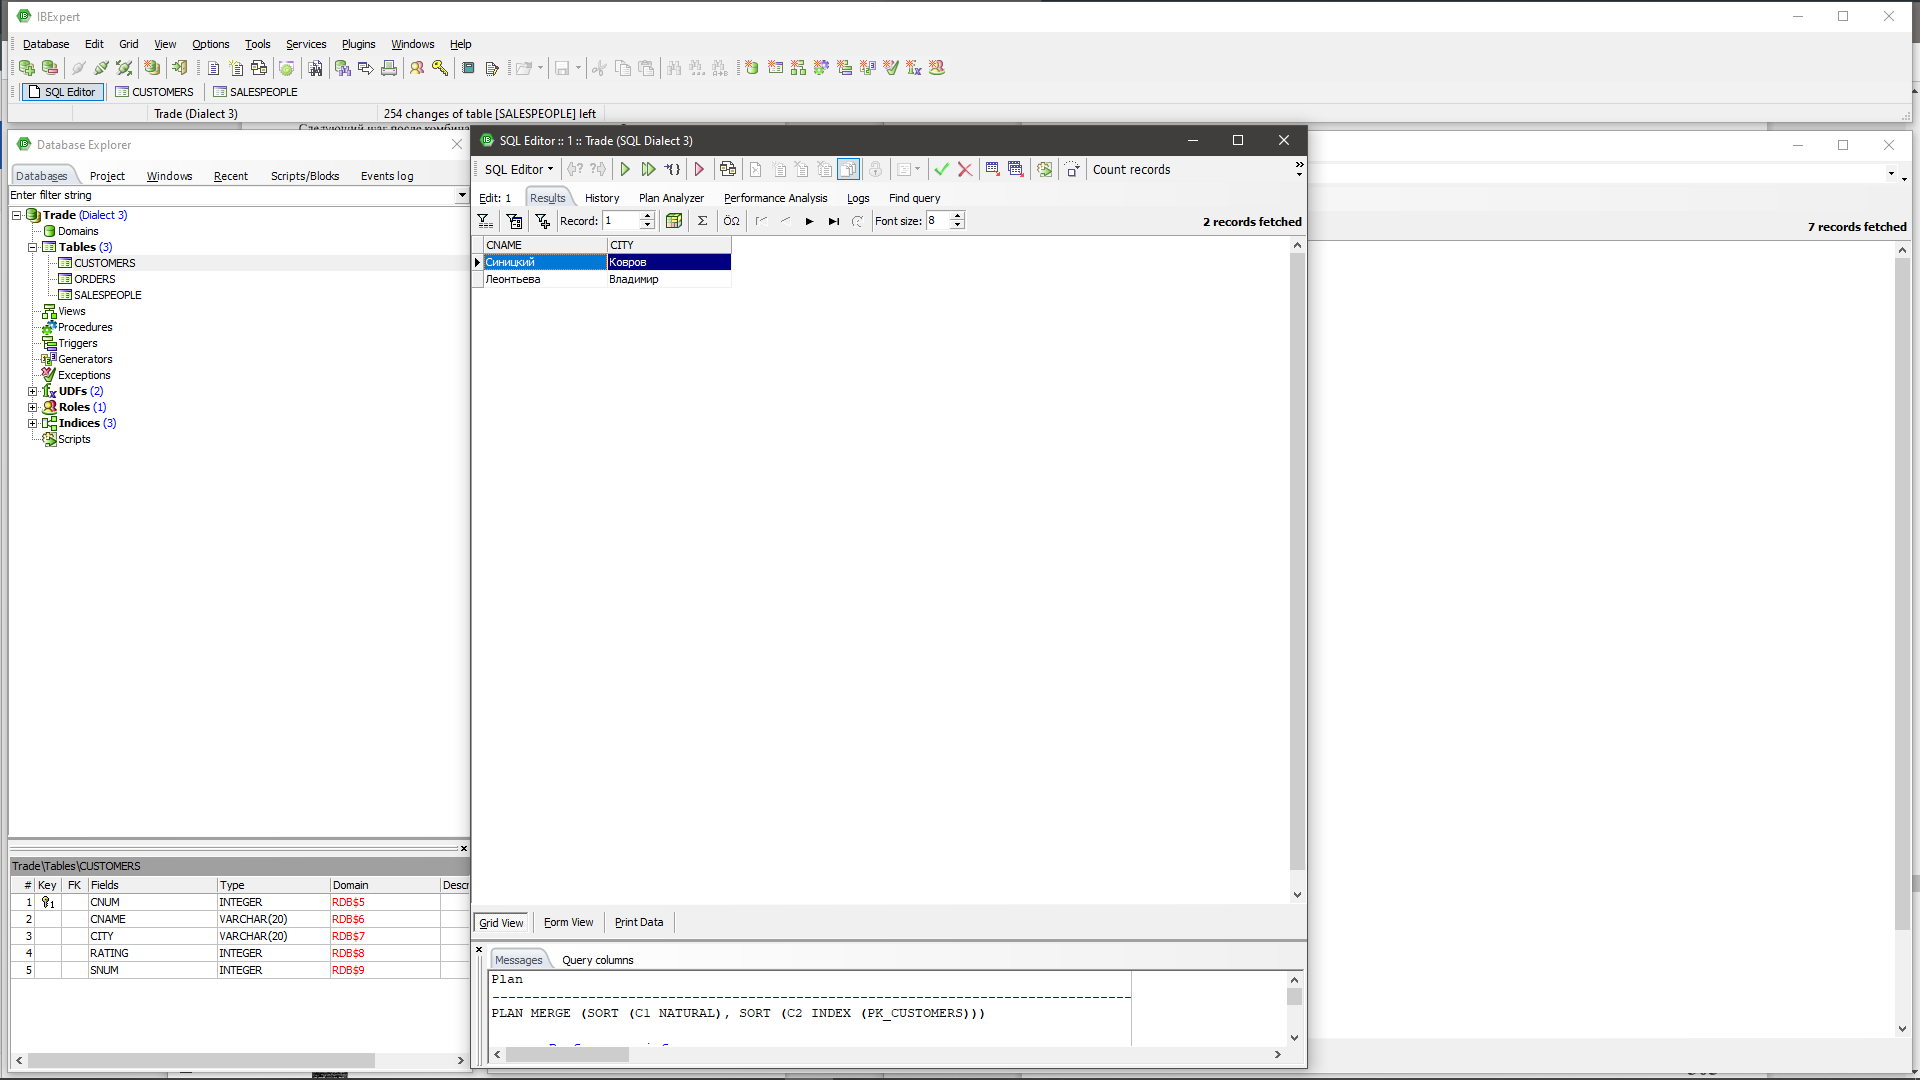 IBExpert
Database Edit Grid View Options Tools Services Plugins Windows Help
SQL Editor CUSTOMERS SALESPEOPLE
Trade (Dialect 3) 254 changes of table [SALESPEOPLE] left
Database Explorer
Databases Project Windows Recent Scripts/Blocks Events log
Enter filter string
Trade (Dialect 3)
Domains
Tables (3)
CUSTOMERS
ORDERS
SALESPEOPLE
Views
Procedures
Triggers
Generators
Exceptions
UDFs (2)
Roles (1)
Indices (3)
Scripts
Trade\Tables\CUSTOMERS
# Key FK Fields Type Domain Descr
1 1 CNUM INTEGER RDB$5
2 CNAME VARCHAR(20) RDB$6
3 CITY VARCHAR(20) RDB$7
4 RATING INTEGER RDB$8
5 SNUM INTEGER RDB$9
SQL Editor :: 1 :: Trade (SQL Dialect 3)
SQL Editor Count records
Edit: 1 Results History Plan Analyzer Performance Analysis Logs Find query
Record: 1 Σ ÖΩ Font size: 8 2 records fetched
CNAME CITY
Синицкий Ковров
Леонтьева Владимир
Grid View Form View Print Data
Messages Query columns
Plan
--------------------------------------------------------------------------------
PLAN MERGE (SORT (C1 NATURAL), SORT (C2 INDEX (PK_CUSTOMERS)))
7 records fetched